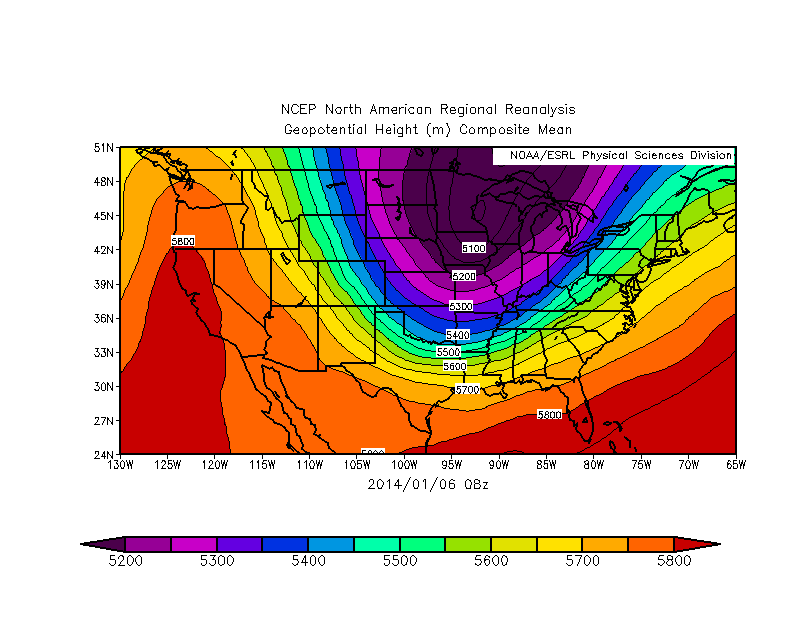 NCEP North American Regional Reanalysis
Geopotential Height (m) Composite Mean
NOAA/ESRL Physical Sciences Division
51N
48N
45N
42N
39N
36N
33N
30N
27N
24N
5800
5100
5200
5300
5400
5500
5600
5700
5800
130W 125W 120W 115W 110W 105W 100W 95W 90W 85W 80W 75W 70W 65W
2014/01/06 0Bz
5200 5300 5400 5500 5600 5700 5800